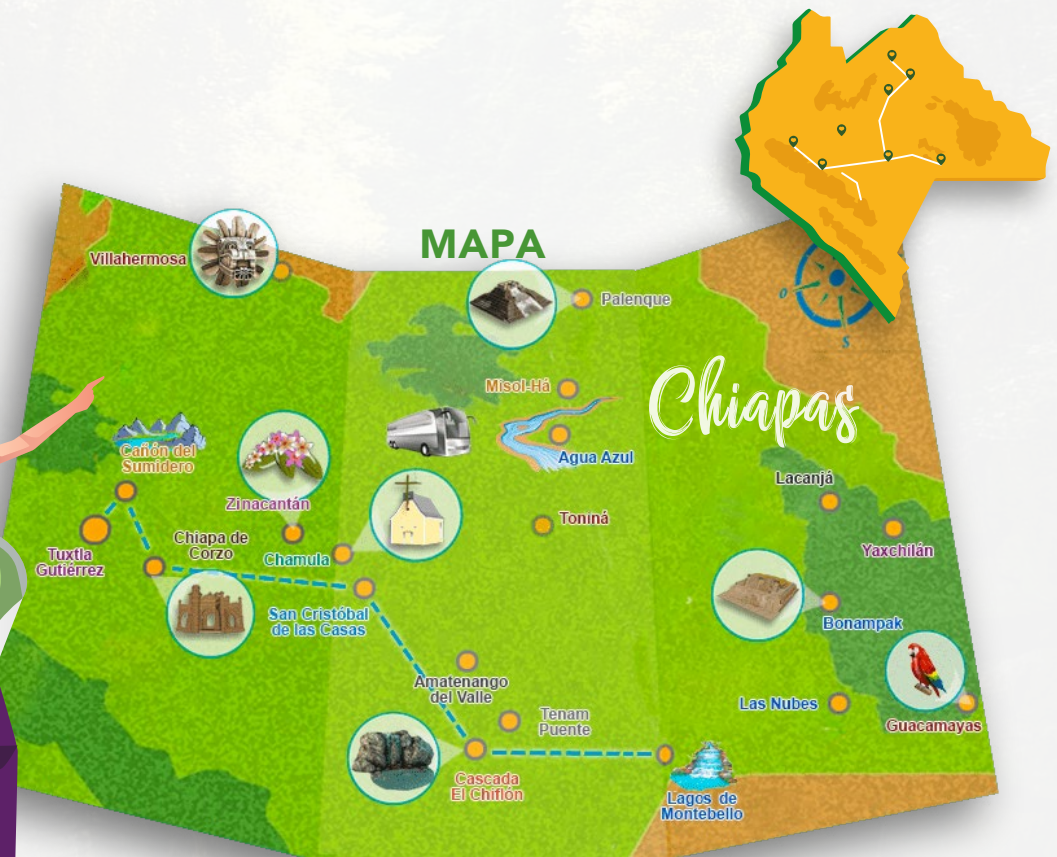 MAPA
Villahermosa
Palenque
Chiapas
O
S
Misol-Há
Cañón del
Sumidero
Agua Azul
Lacanjá
Zinacantán
Toniná
Chiapa de
Corzo
Yaxchilán
Tuxtla
Gutiérrez
Chamula
San Cristóbal
de las Casas
Bonampak
Amatenango
del Valle
Las Nubes
Tenam
Puente
Guacamayas
Cascada
El Chiflón
Lagos de
Montebello